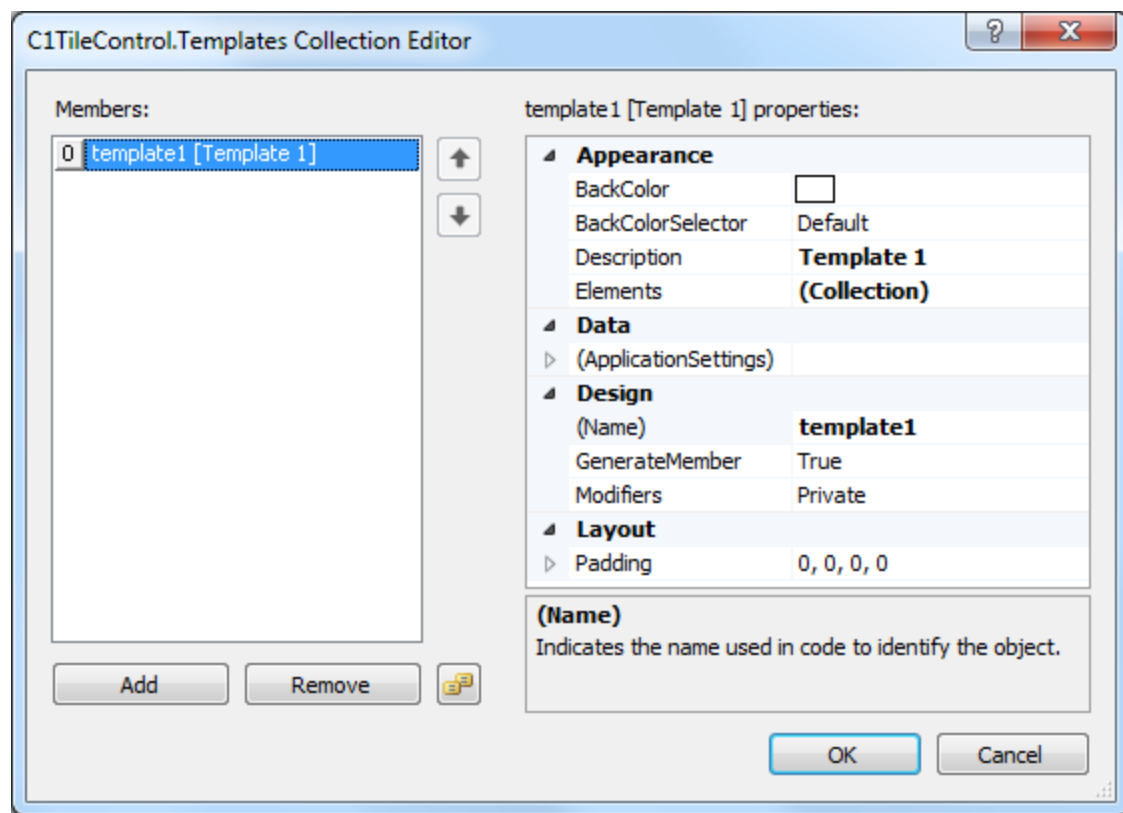 C1TileControl.Templates Collection Editor
Members:
0 template1 [Template 1]
Add Remove
template1 [Template 1] properties:
Appearance
BackColor
BackColorSelector Default
Description Template 1
Elements (Collection)
Data
(ApplicationSettings)
Design
(Name) template1
GenerateMember True
Modifiers Private
Layout
Padding 0, 0, 0, 0
(Name)
Indicates the name used in code to identify the object.
OK Cancel